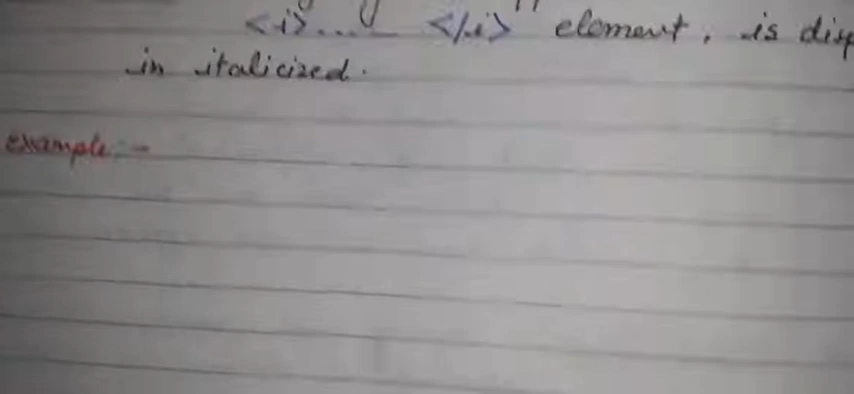 <i>.... </i> element, is
in italicized.
example:-